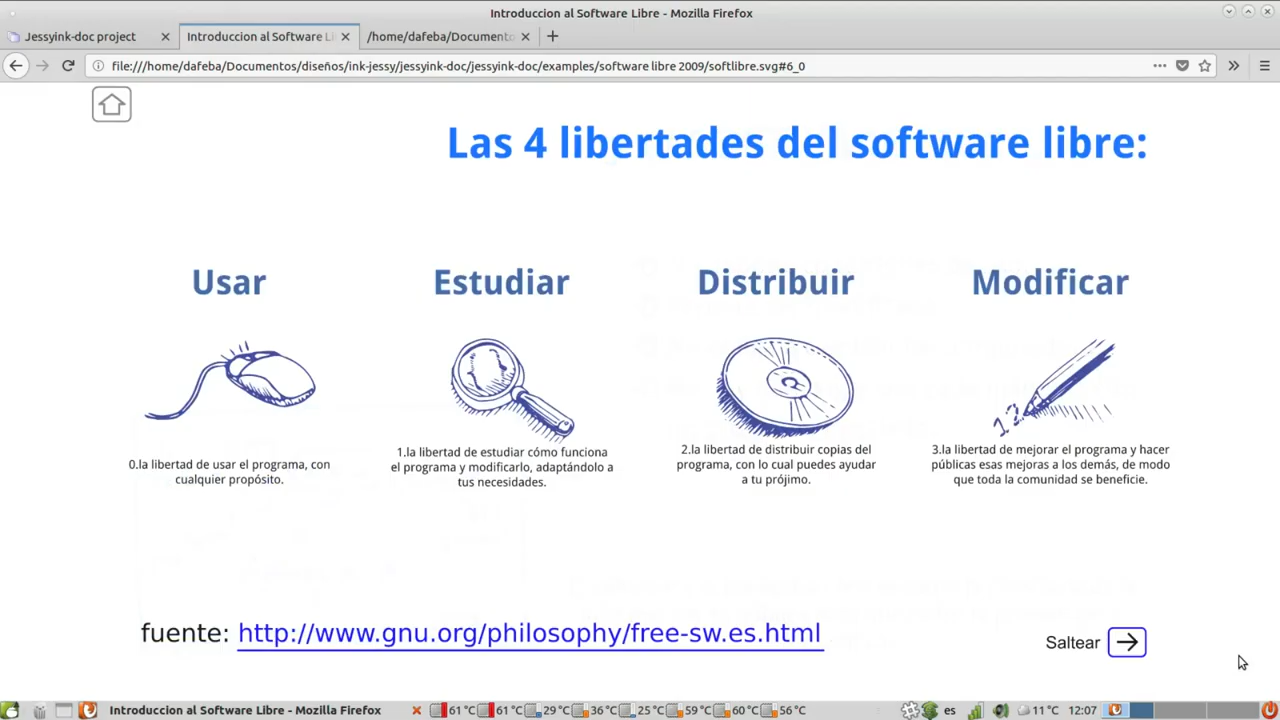 Introduccion al Software Libre - Mozilla Firefox
Jessyink-doc project
Introduccion al Software Li
/home/dafeba/Documento
file:///home/dafeba/Documentos/diseños/ink-jessy/jessyink-doc/jessyink-doc/examples/software libre 2009/softlibre.svg#6_0
Las 4 libertades del software libre:
Usar
Estudiar
Distribuir
Modificar
0.la libertad de usar el programa, con
cualquier propósito.
1.la libertad de estudiar cómo funciona
el programa y modificarlo, adaptándolo a
tus necesidades.
2.la libertad de distribuir copias del
programa, con lo cual puedes ayudar
a tu prójimo.
3.la libertad de mejorar el programa y hacer
públicas esas mejoras a los demás, de modo
que toda la comunidad se beneficie.
fuente: http://www.gnu.org/philosophy/free-sw.es.html
Saltear
Introduccion al Software Libre - Mozilla Firefox 61 °C 61 °C 29 °C 36 °C 25 °C 59 °C 60 °C 56 °C es 11 °C 12:07